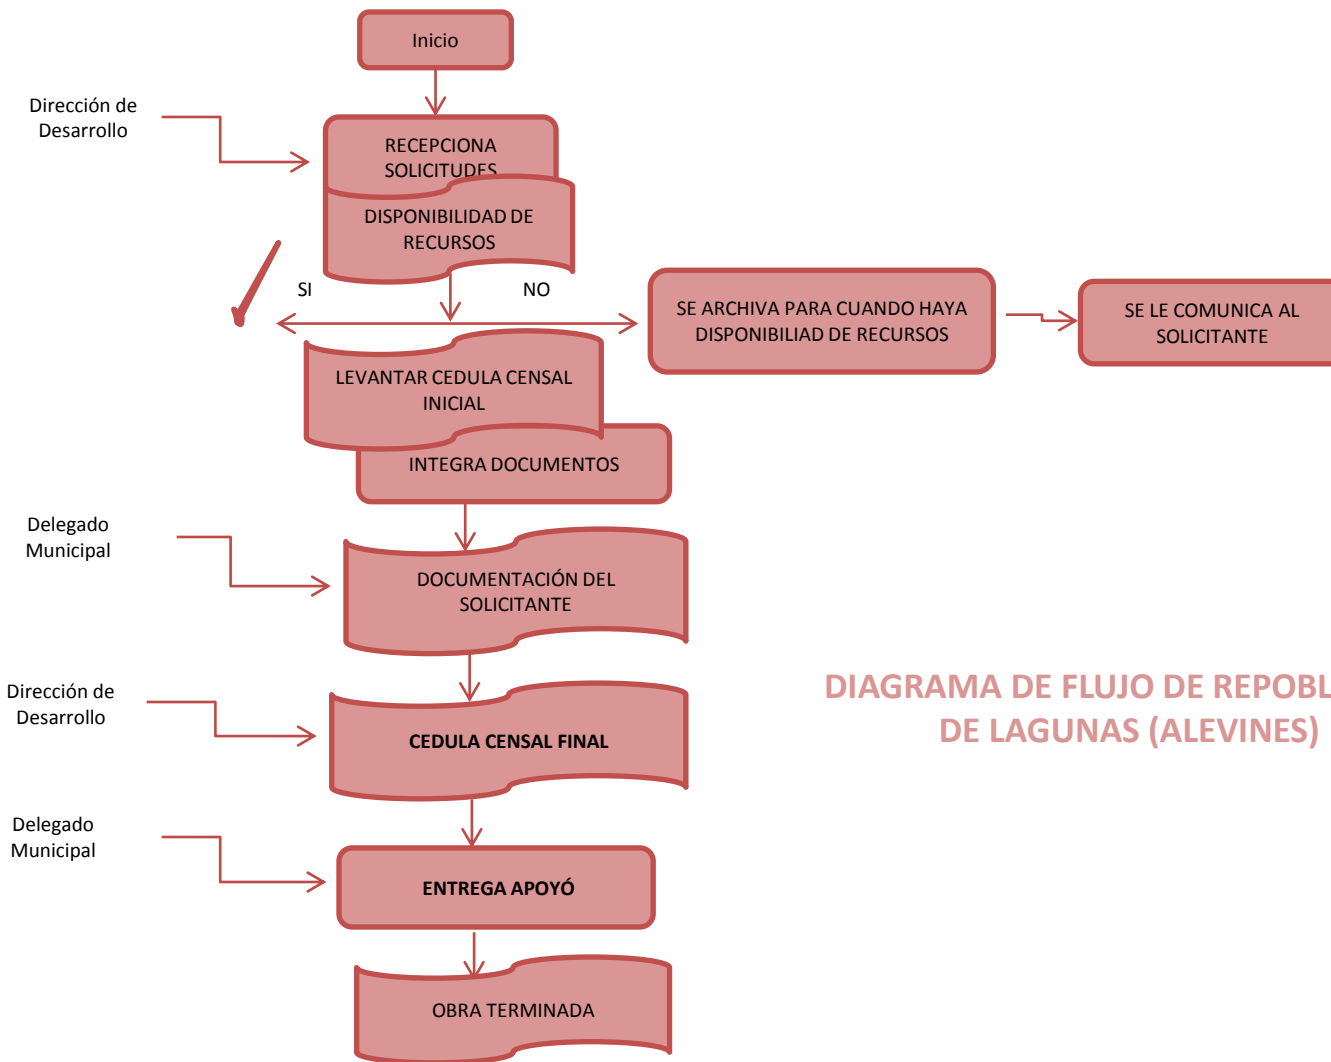 Inicio
Dirección de
Desarrollo
RECEPCIONA
SOLICITUDES
DISPONIBILIDAD DE
RECURSOS
SI
NO
SE ARCHIVA PARA CUANDO HAYA
DISPONIBILIAD DE RECURSOS
SE LE COMUNICA AL
SOLICITANTE
LEVANTAR CEDULA CENSAL
INICIAL
INTEGRA DOCUMENTOS
Delegado
Municipal
DOCUMENTACIÓN DEL
SOLICITANTE
Dirección de
Desarrollo
CEDULA CENSAL FINAL
DIAGRAMA DE FLUJO DE REPOBL
DE LAGUNAS (ALEVINES)
Delegado
Municipal
ENTREGA APOYÓ
OBRA TERMINADA